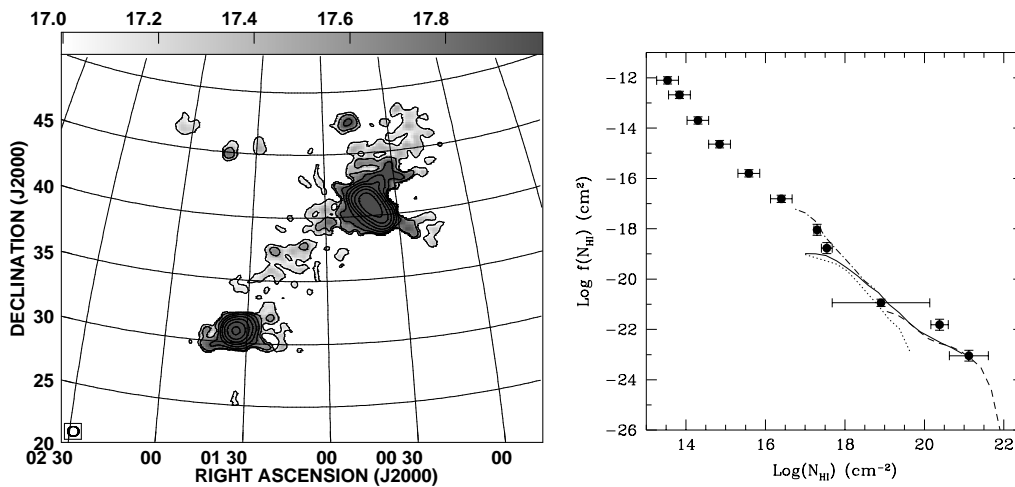 17.0 17.2 17.4 17.6 17.8
DECLINATION (J2000)
45
40
35
30
25
20
02 30 00 01 30 00 00 30 00
RIGHT ASCENSION (J2000)
Log f(N_HI) (cm²)
−12
−14
−16
−18
−20
−22
−24
−26
14 16 18 20 22
Log(N_HI) (cm⁻²)